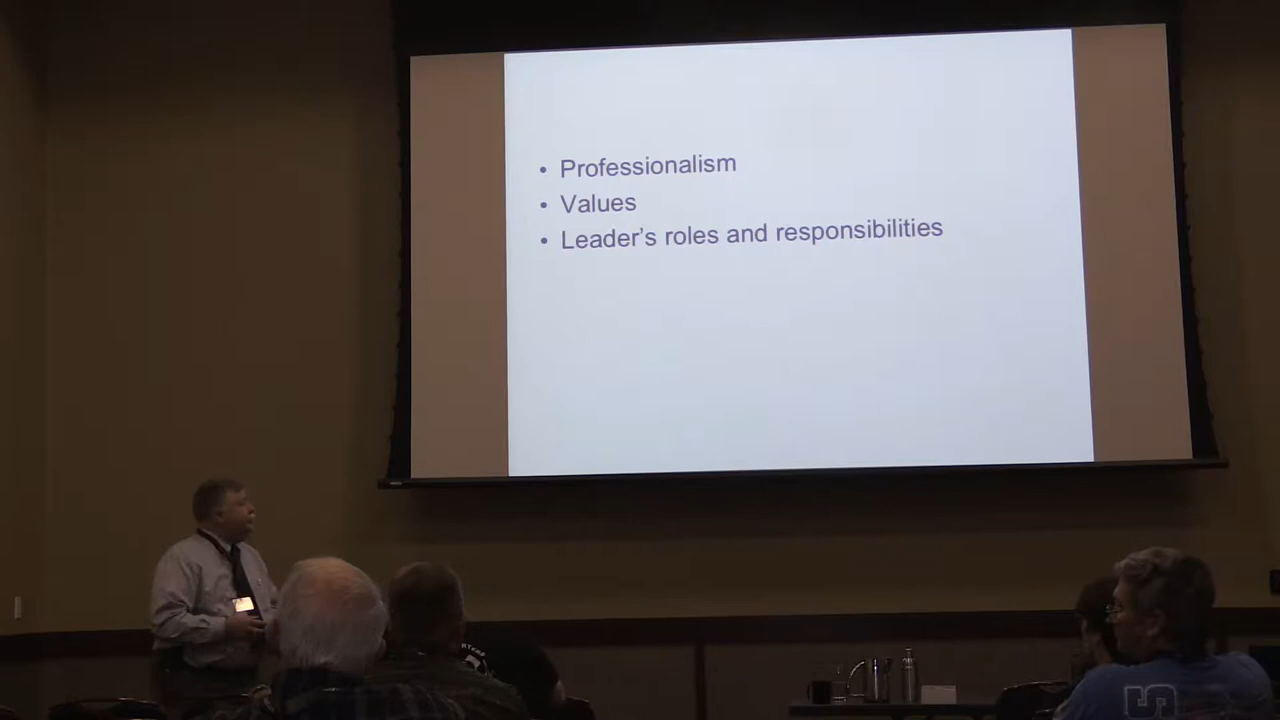 • Professionalism
• Values
• Leader's roles and responsibilities